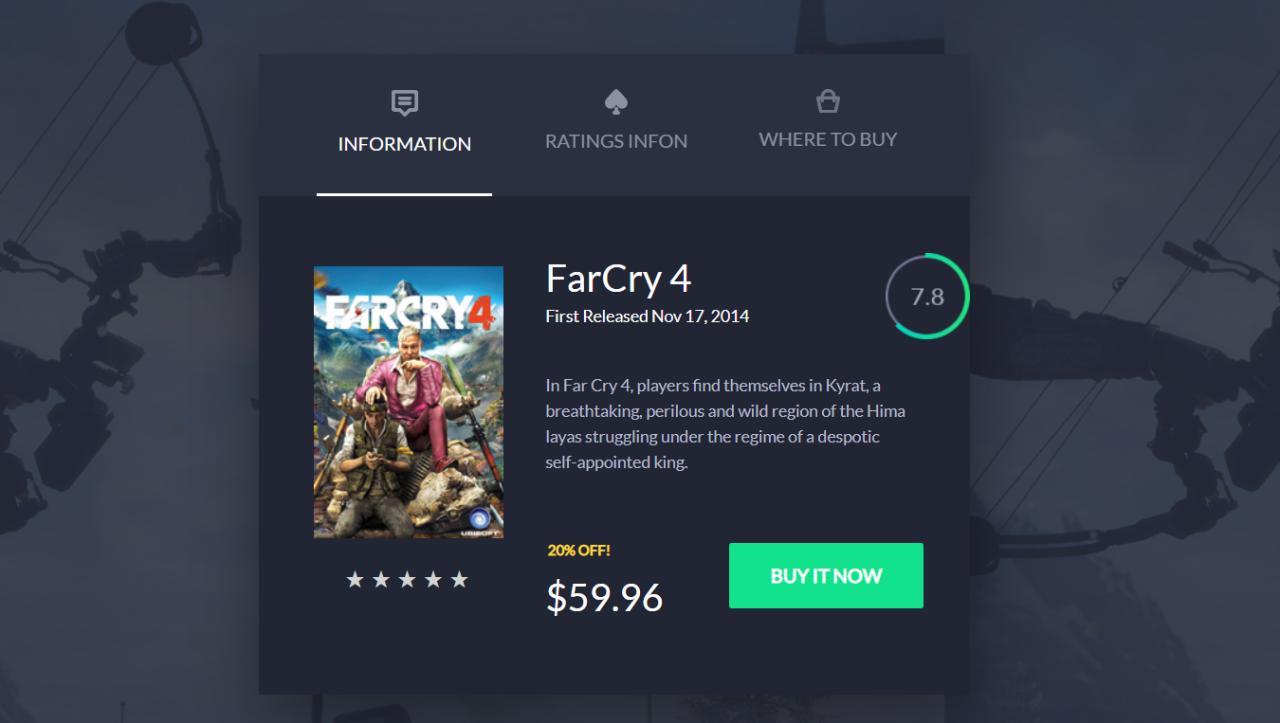 INFORMATION
RATINGS INFON
WHERE TO BUY
FARCRY4
UBISOFT
FarCry 4
First Released Nov 17, 2014
7.8
In Far Cry 4, players find themselves in Kyrat, a
breathtaking, perilous and wild region of the Hima
layas struggling under the regime of a despotic
self-appointed king.
20% OFF!
$59.96
BUY IT NOW